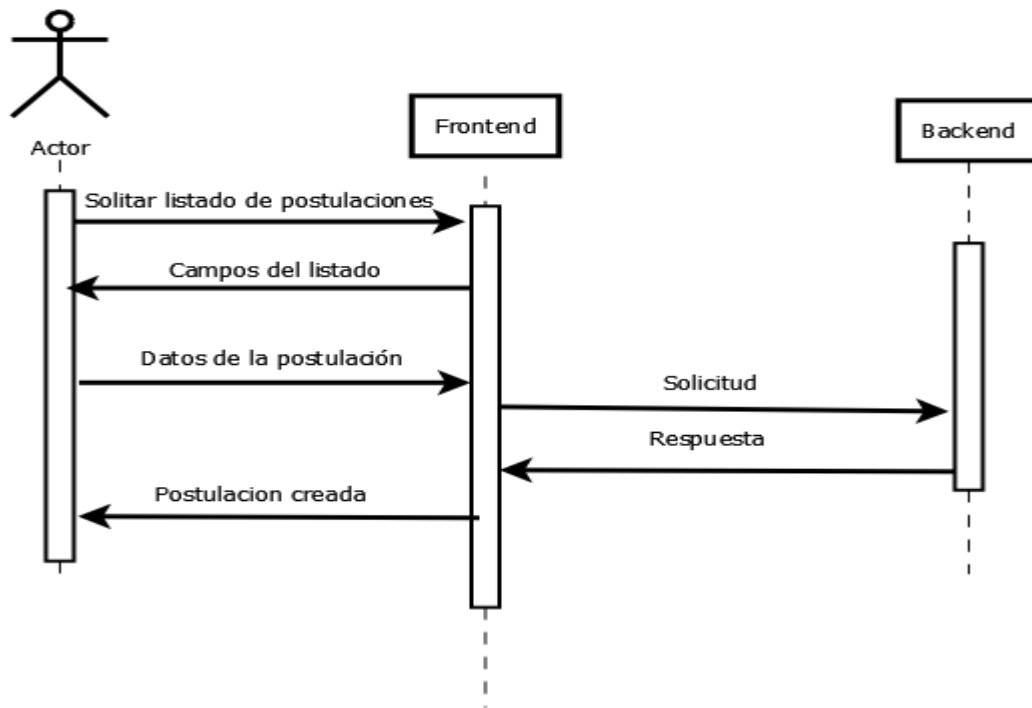 Actor
Frontend
Backend
Solitar listado de postulaciones
Campos del listado
Datos de la postulación
Solicitud
Respuesta
Postulacion creada